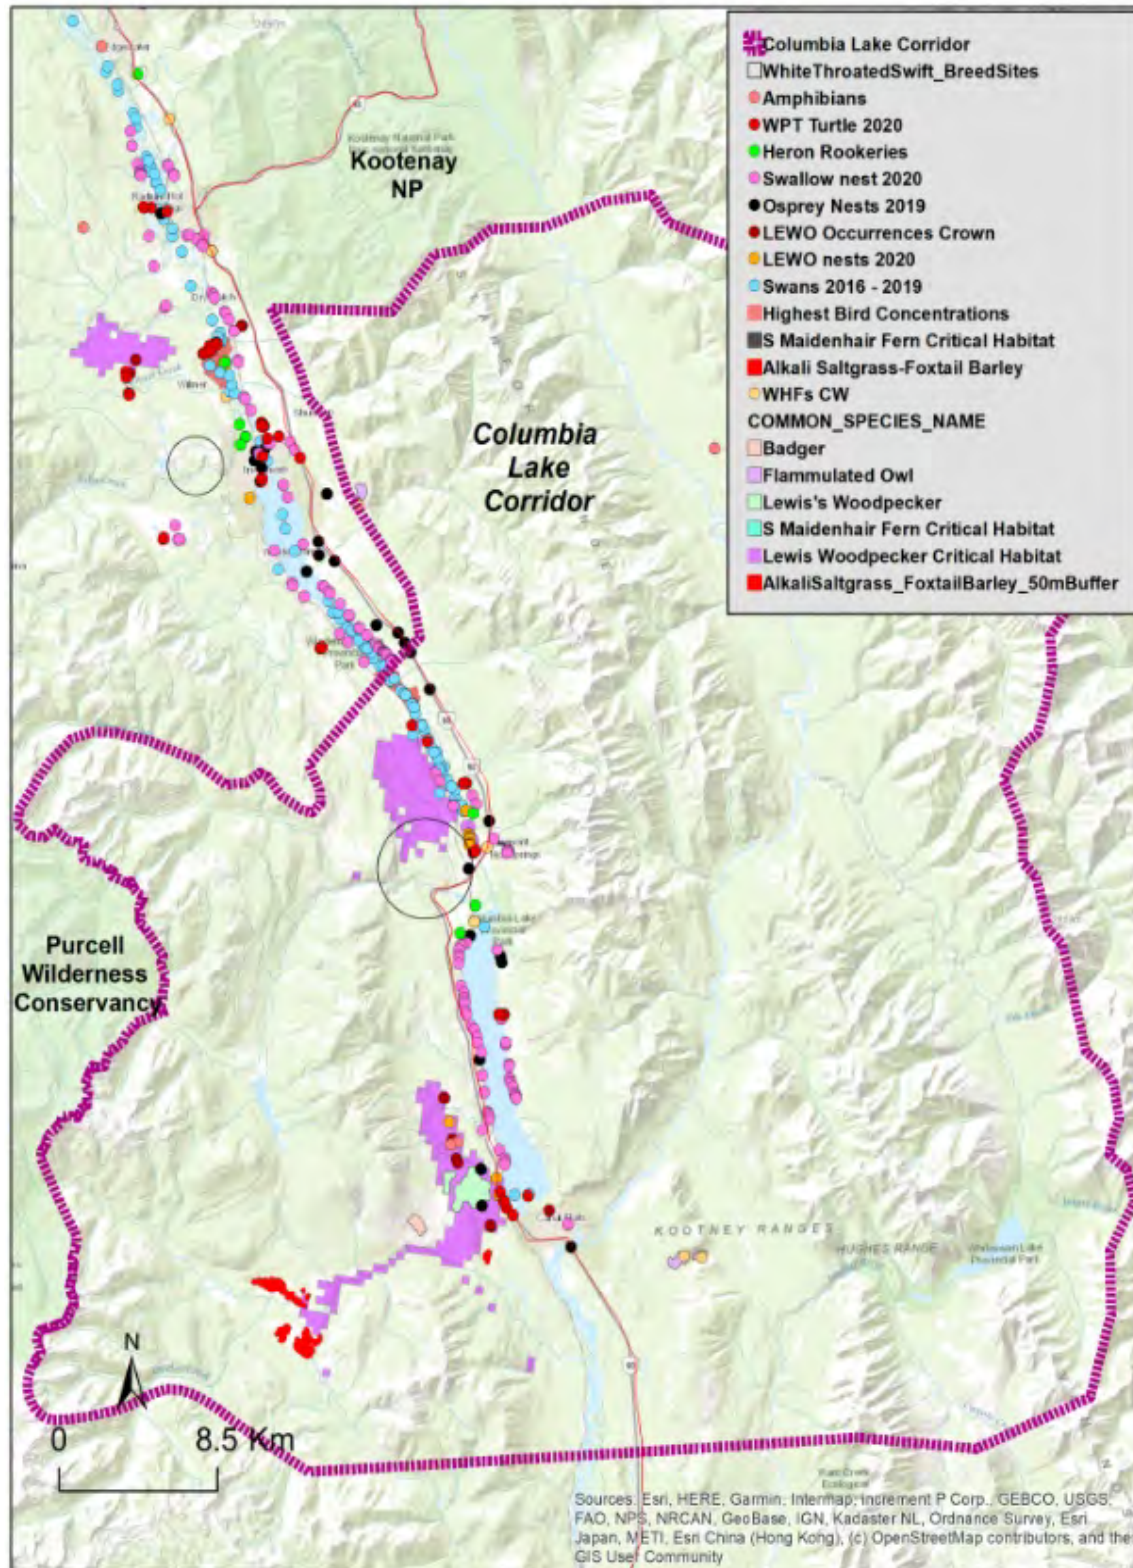 Kootenay
NP
Columbia
Lake
Corridor
Purcell
Wilderness
Conservancy
Columbia Lake Corridor
WhiteThroatedSwift_BreedSites
Amphibians
WPT Turtle 2020
Heron Rookeries
Swallow nest 2020
Osprey Nests 2019
LEWO Occurrences Crown
LEWO nests 2020
Swans 2016 - 2019
Highest Bird Concentrations
S Maidenhair Fern Critical Habitat
Alkali Saltgrass-Foxtail Barley
WHFs CW
COMMON_SPECIES_NAME
Badger
Flammulated Owl
Lewis's Woodpecker
S Maidenhair Fern Critical Habitat
Lewis Woodpecker Critical Habitat
AlkaliSaltgrass_FoxtailBarley_50mBuffer
Wilmer
KOOTNEY RANGES
HUGHES RANGE
Whiteswan Lake
Provincial Park
N
0 8.5 Km
Sources: Esri, HERE, Garmin, Intermap, increment P Corp., GEBCO, USGS,
FAO, NPS, NRCAN, GeoBase, IGN, Kadaster NL, Ordnance Survey, Esri
Japan, METI, Esri China (Hong Kong), (c) OpenStreetMap contributors, and the
GIS User Community